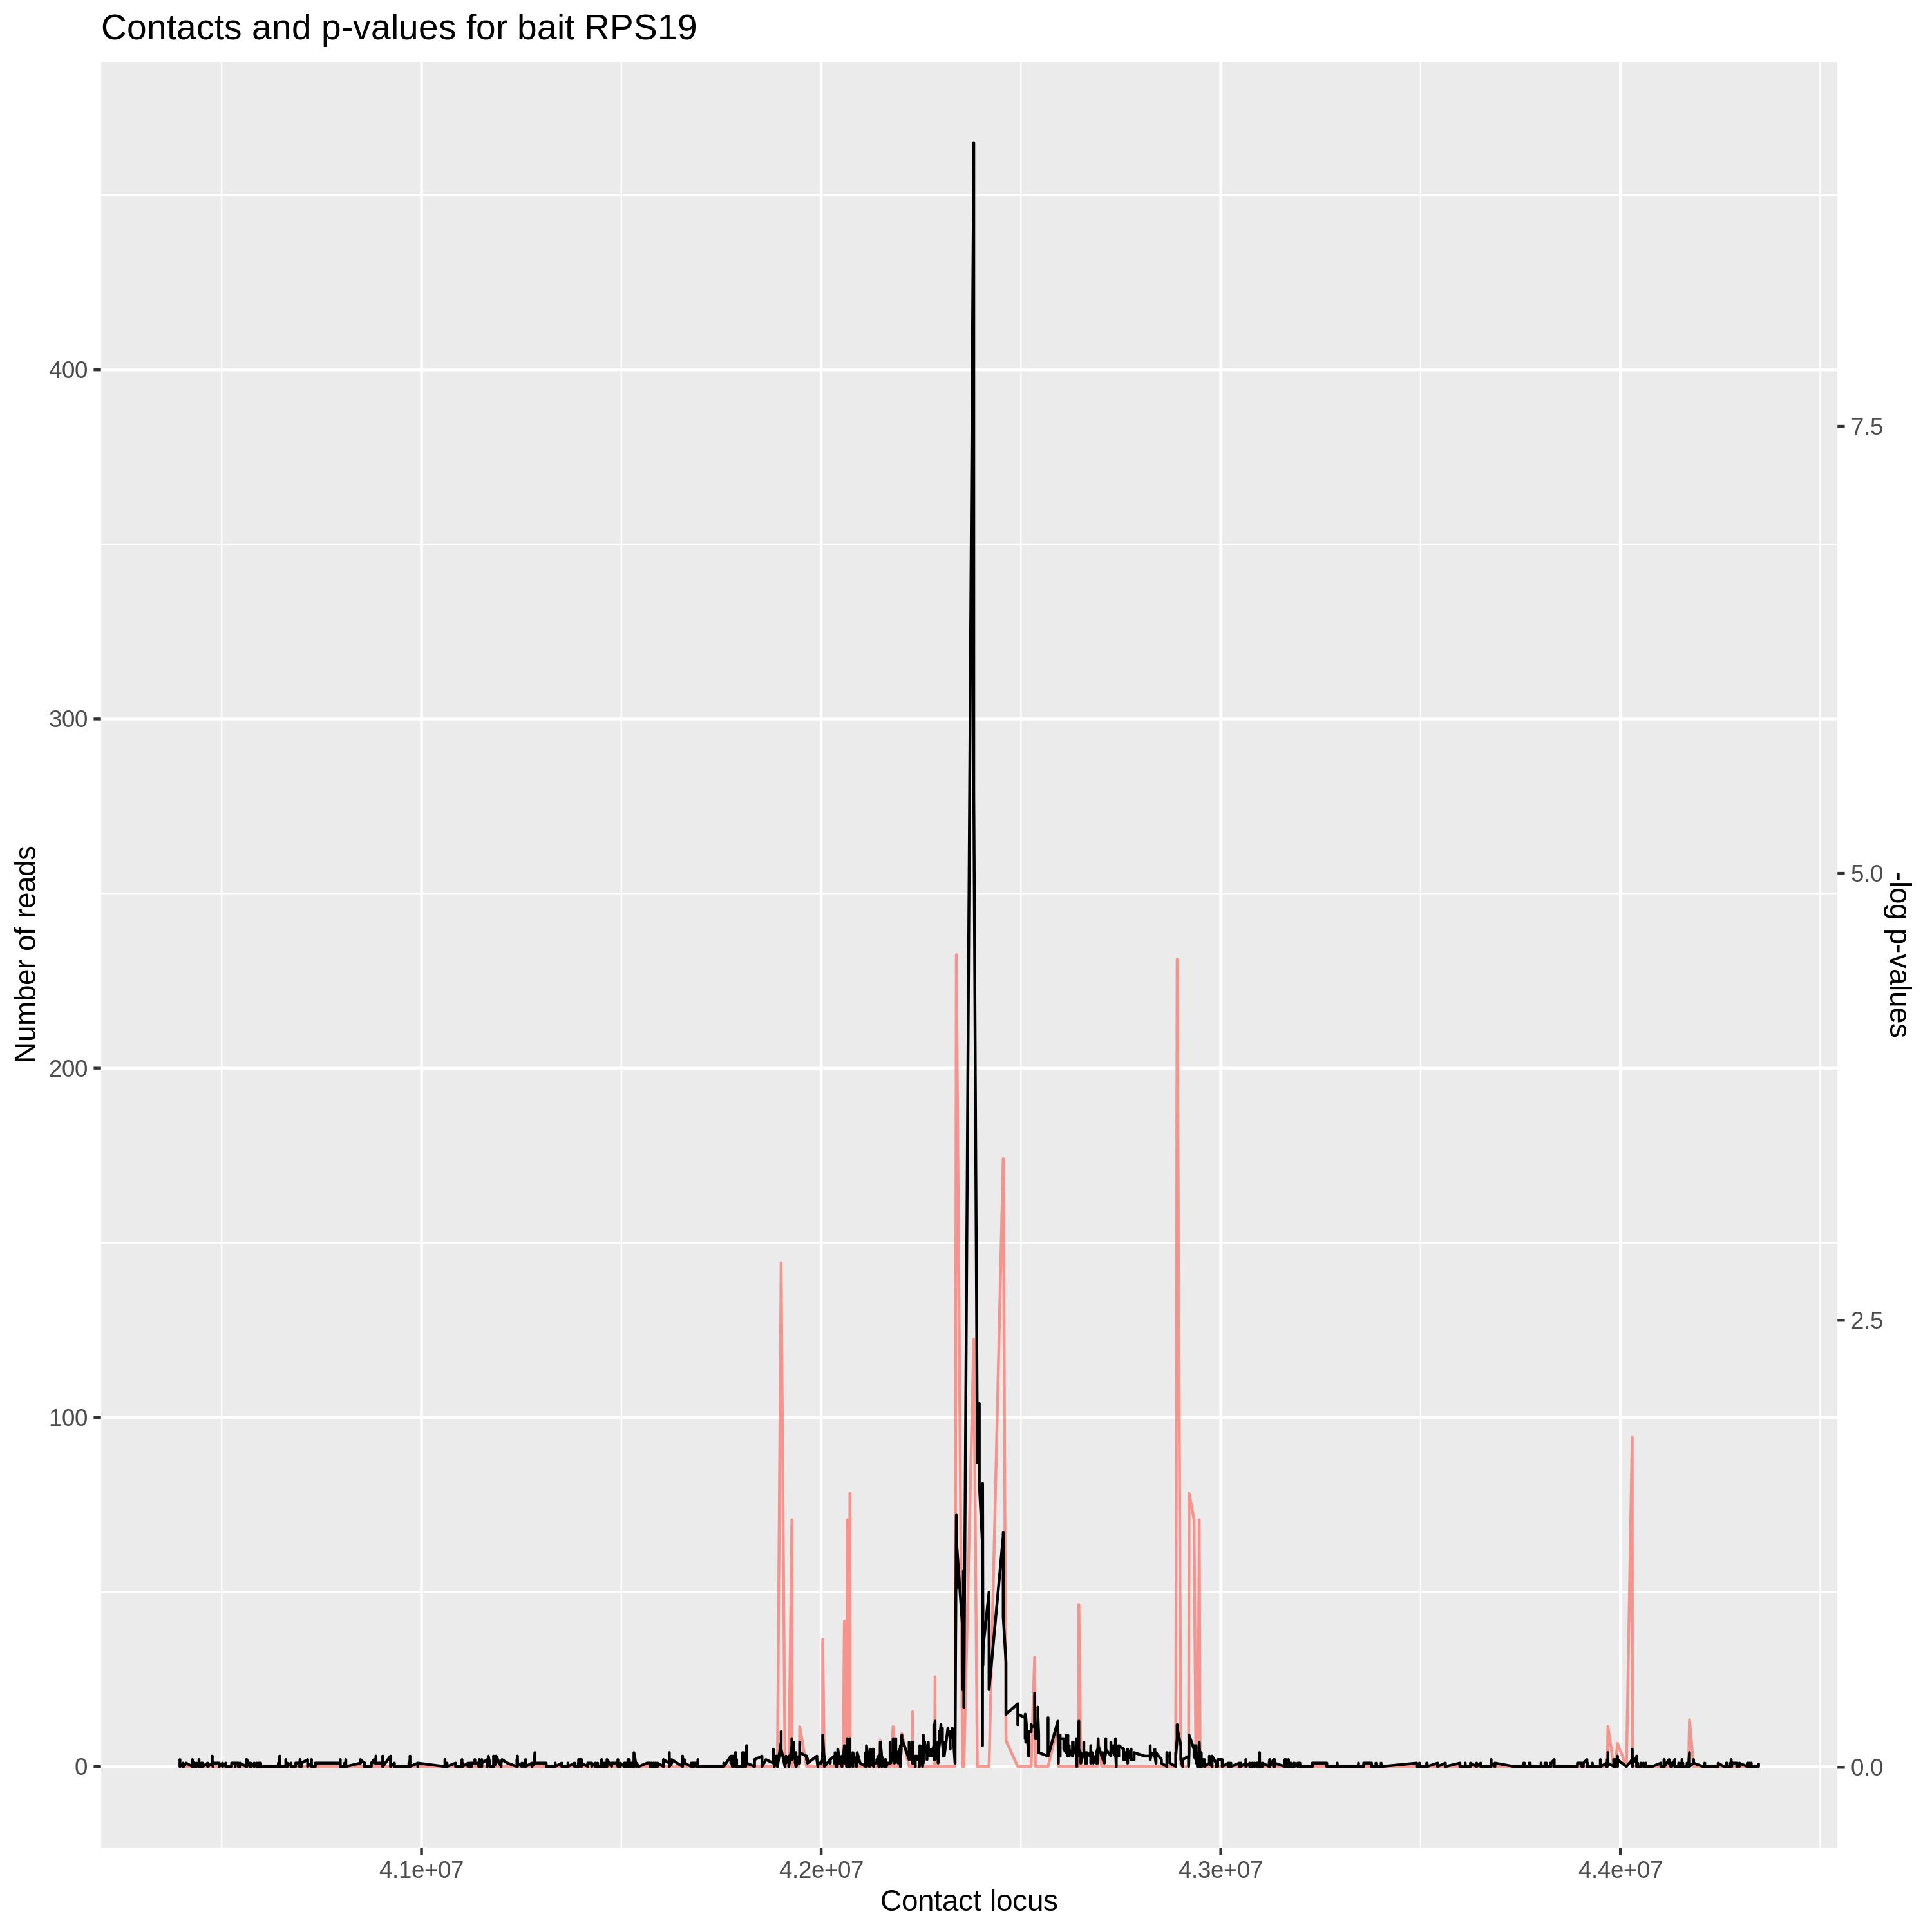 Contacts and p-values for bait RPS19
Number of reads
400
300
200
100
0
7.5
5.0
2.5
0.0
-log p-values
4.1e+07
4.2e+07
4.3e+07
4.4e+07
Contact locus